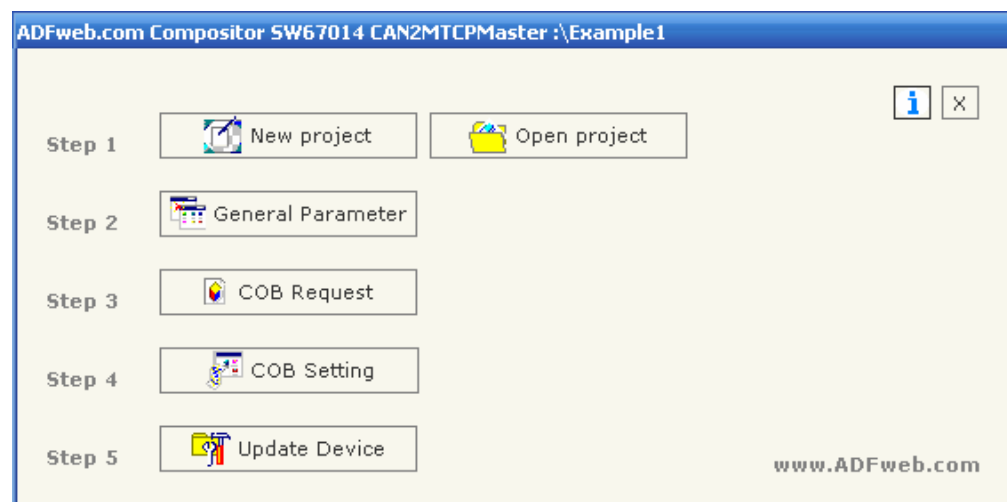 ADFweb.com Compositor SW67014 CAN2MTCPMaster :\Example1
i X
Step 1 New project Open project
Step 2 General Parameter
Step 3 COB Request
Step 4 COB Setting
Step 5 Update Device
www.ADFweb.com